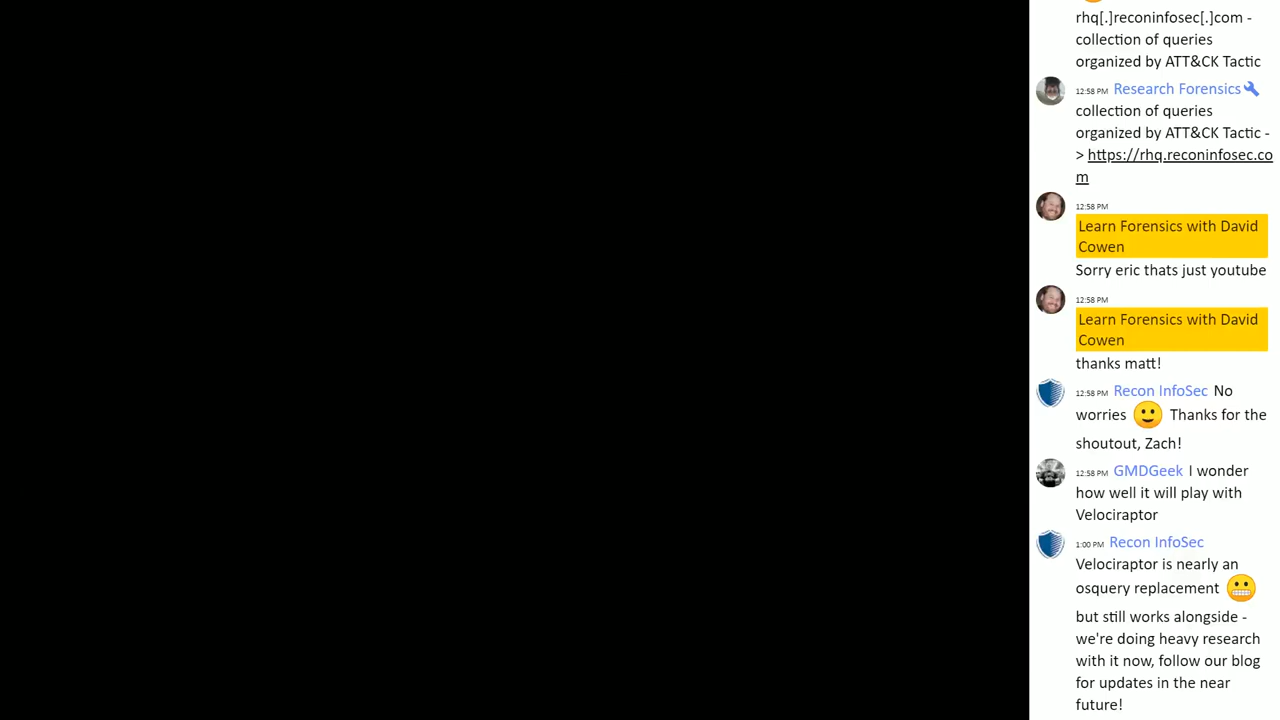 rhq[.]reconinfosec[.]com -
collection of queries
organized by ATT&CK Tactic
12:58 PM Research Forensics
collection of queries
organized by ATT&CK Tactic -
> https://rhq.reconinfosec.co
m
12:58 PM
Learn Forensics with David
Cowen
Sorry eric thats just youtube
12:58 PM
Learn Forensics with David
Cowen
thanks matt!
12:58 PM Recon InfoSec No
worries 🙂 Thanks for the
shoutout, Zach!
12:58 PM GMDGeek I wonder
how well it will play with
Velociraptor
1:00 PM Recon InfoSec
Velociraptor is nearly an
osquery replacement 😬
but still works alongside -
we're doing heavy research
with it now, follow our blog
for updates in the near
future!